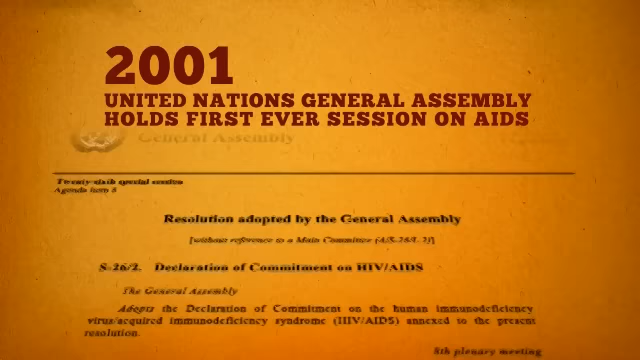 2001
UNITED NATIONS GENERAL ASSEMBLY
HOLDS FIRST EVER SESSION ON AIDS
General Assembly
Twenty-sixth special session
Agenda item 8
Resolution adopted by the General Assembly
[without reference to a Main Committee (A/S-26/L.2)]
S-26/2. Declaration of Commitment on HIV/AIDS
The General Assembly
Adopts the Declaration of Commitment on the human immunodeficiency
virus/acquired immunodeficiency syndrome (HIV/AIDS) annexed to the present
resolution.
8th plenary meeting